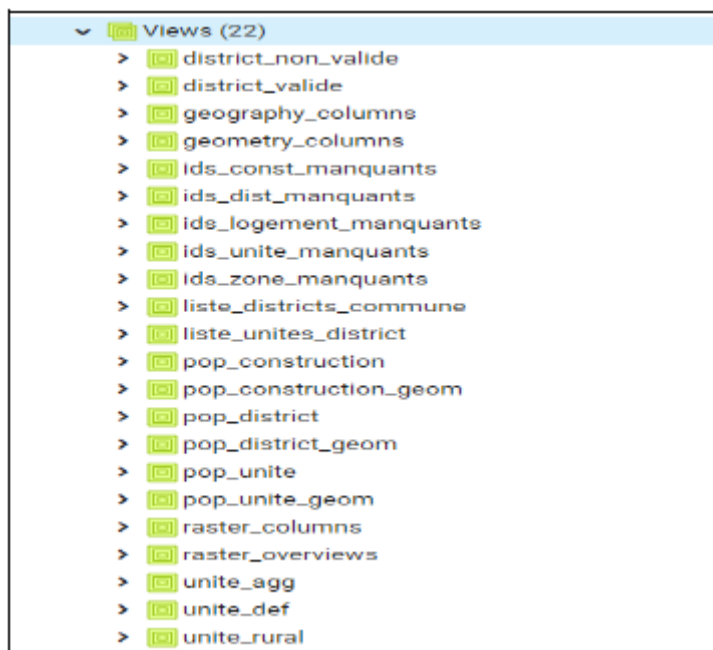 Views (22)
district_non_valide
district_valide
geography_columns
geometry_columns
ids_const_manquants
ids_dist_manquants
ids_logement_manquants
ids_unite_manquants
ids_zone_manquants
liste_districts_commune
liste_unites_district
pop_construction
pop_construction_geom
pop_district
pop_district_geom
pop_unite
pop_unite_geom
raster_columns
raster_overviews
unite_agg
unite_def
unite_rural